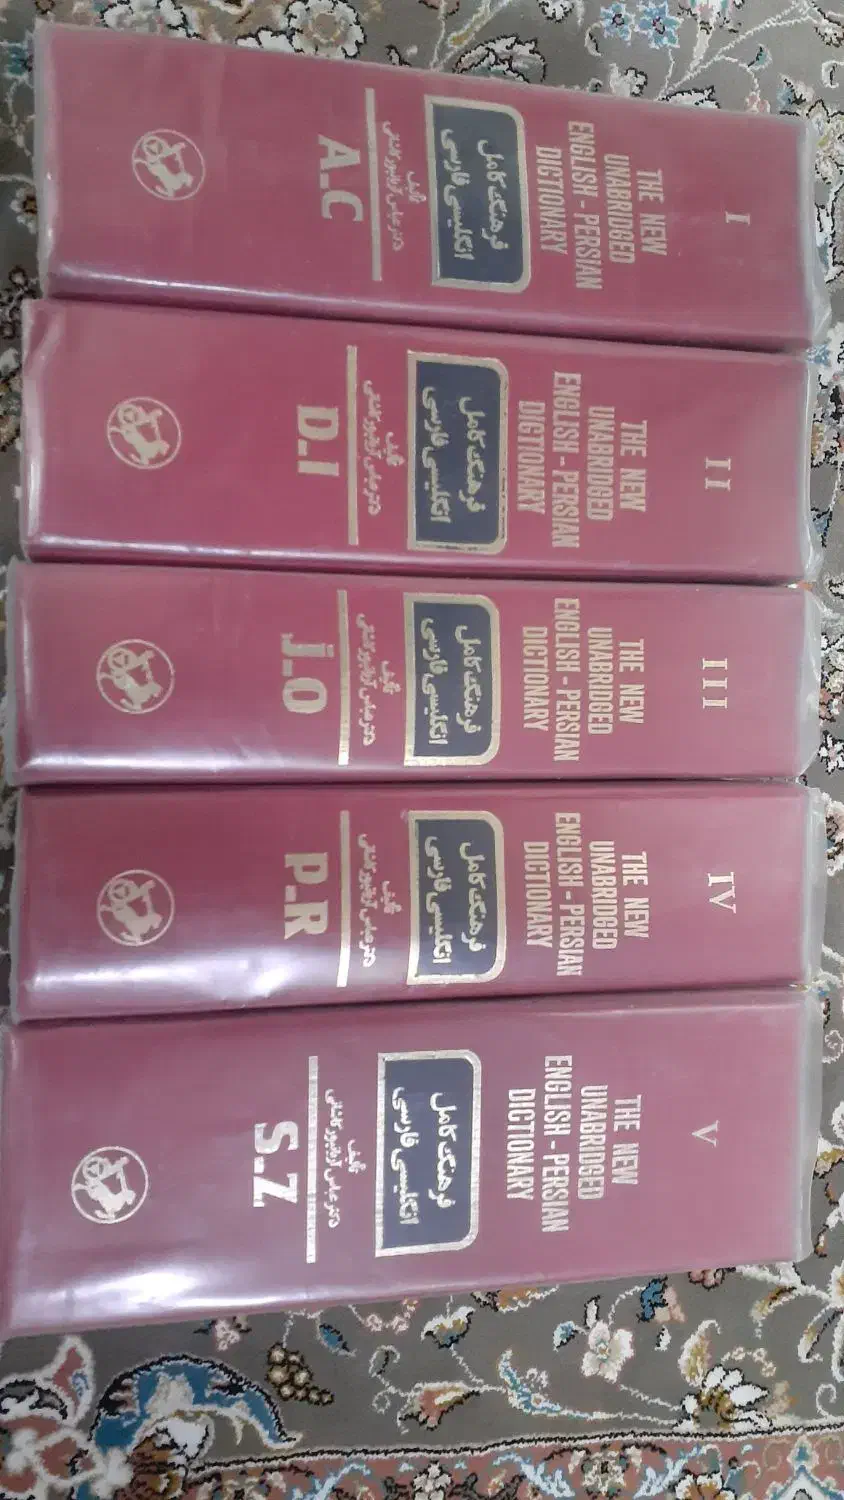 I
THE NEW
UNABRIDGED
ENGLISH - PERSIAN
DICTIONARY
فرهنگ کامل
انگلیسی فارسی
تألیف
دکتر عباس آریانپور کاشانی
A-C
II
THE NEW
UNABRIDGED
ENGLISH - PERSIAN
DICTIONARY
فرهنگ کامل
انگلیسی فارسی
تألیف
دکتر عباس آریانپور کاشانی
D-I
III
THE NEW
UNABRIDGED
ENGLISH - PERSIAN
DICTIONARY
فرهنگ کامل
انگلیسی فارسی
تألیف
دکتر عباس آریانپور کاشانی
J-O
IV
THE NEW
UNABRIDGED
ENGLISH - PERSIAN
DICTIONARY
فرهنگ کامل
انگلیسی فارسی
تألیف
دکتر عباس آریانپور کاشانی
P-R
V
THE NEW
UNABRIDGED
ENGLISH - PERSIAN
DICTIONARY
فرهنگ کامل
انگلیسی فارسی
تألیف
دکتر عباس آریانپور کاشانی
S-Z